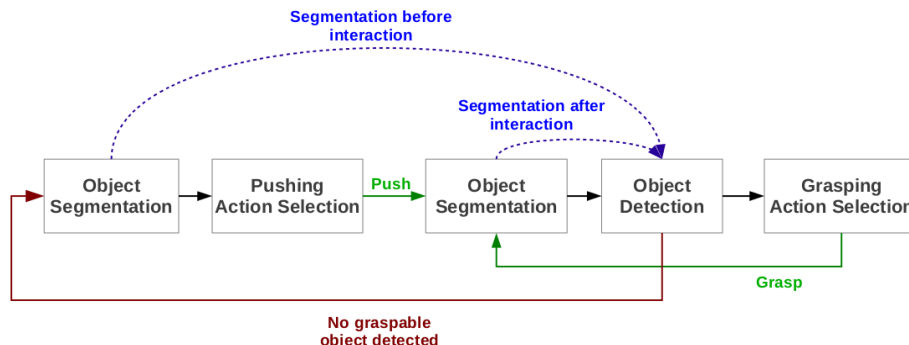 Segmentation before
interaction
Segmentation after
interaction
Object
Segmentation
Pushing
Action Selection
Push
Object
Segmentation
Object
Detection
Grasping
Action Selection
Grasp
No graspable
object detected